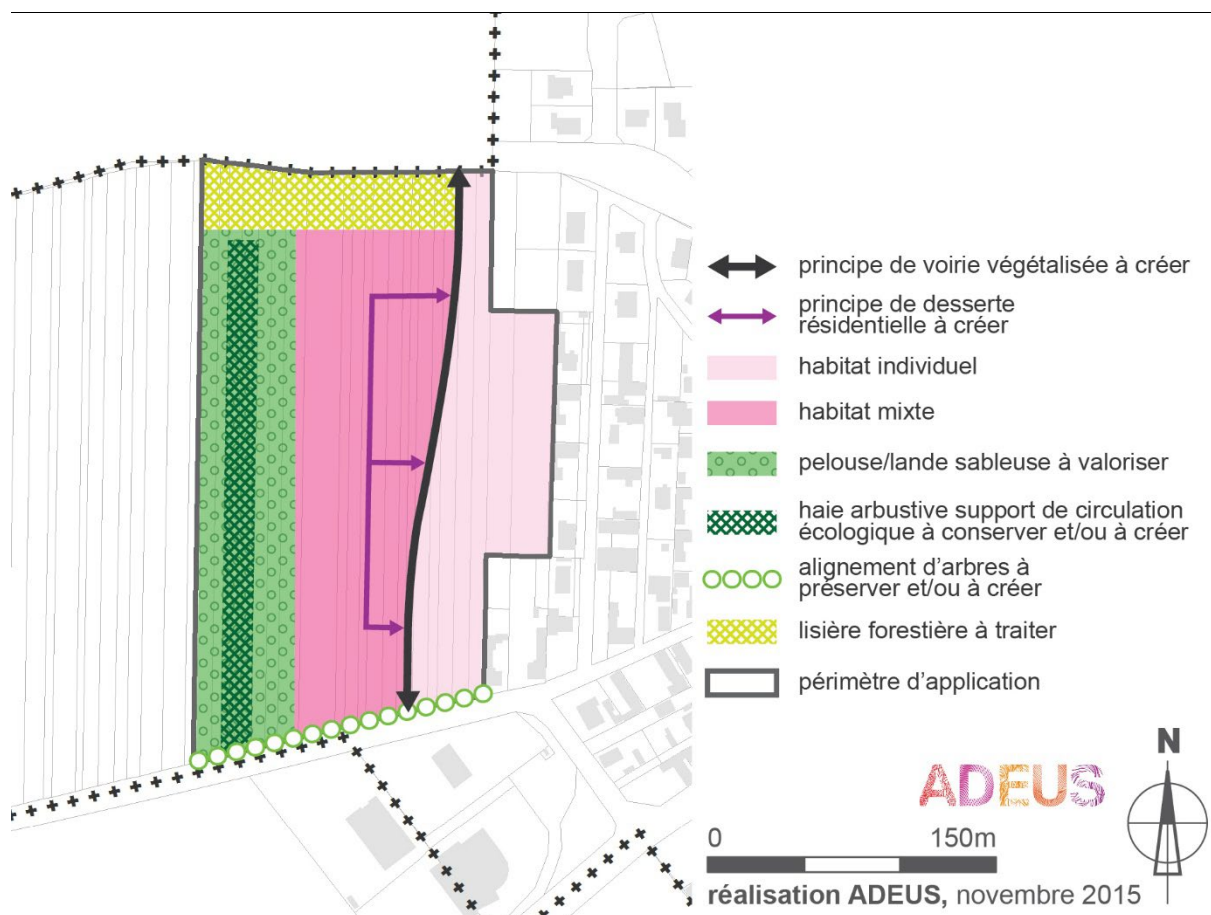 principe de voirie végétalisée à créer
principe de desserte
résidentielle à créer
habitat individuel
habitat mixte
pelouse/lande sableuse à valoriser
haie arbustive support de circulation
écologique à conserver et/ou à créer
alignement d'arbres à
préserver et/ou à créer
lisière forestière à traiter
périmètre d'application
N
ADEUS
0 150m
réalisation ADEUS, novembre 2015